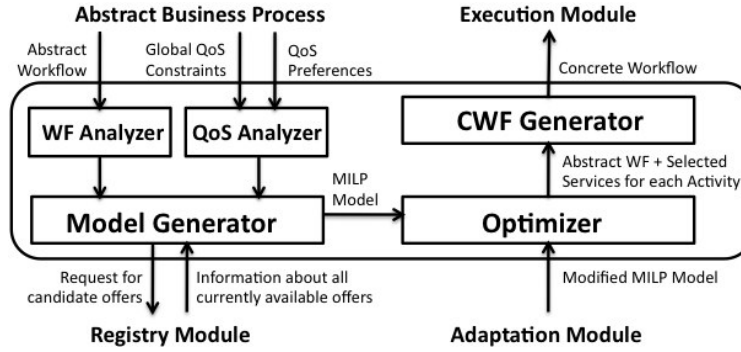 Abstract Business Process
Execution Module
Abstract
Workflow
Global QoS
Constraints
QoS
Preferences
Concrete Workflow
WF Analyzer
QoS Analyzer
CWF Generator
MILP
Model
Abstract WF + Selected
Services for each Activity
Model Generator
Optimizer
Request for
candidate offers
Information about all
currently available offers
Modified MILP Model
Registry Module
Adaptation Module